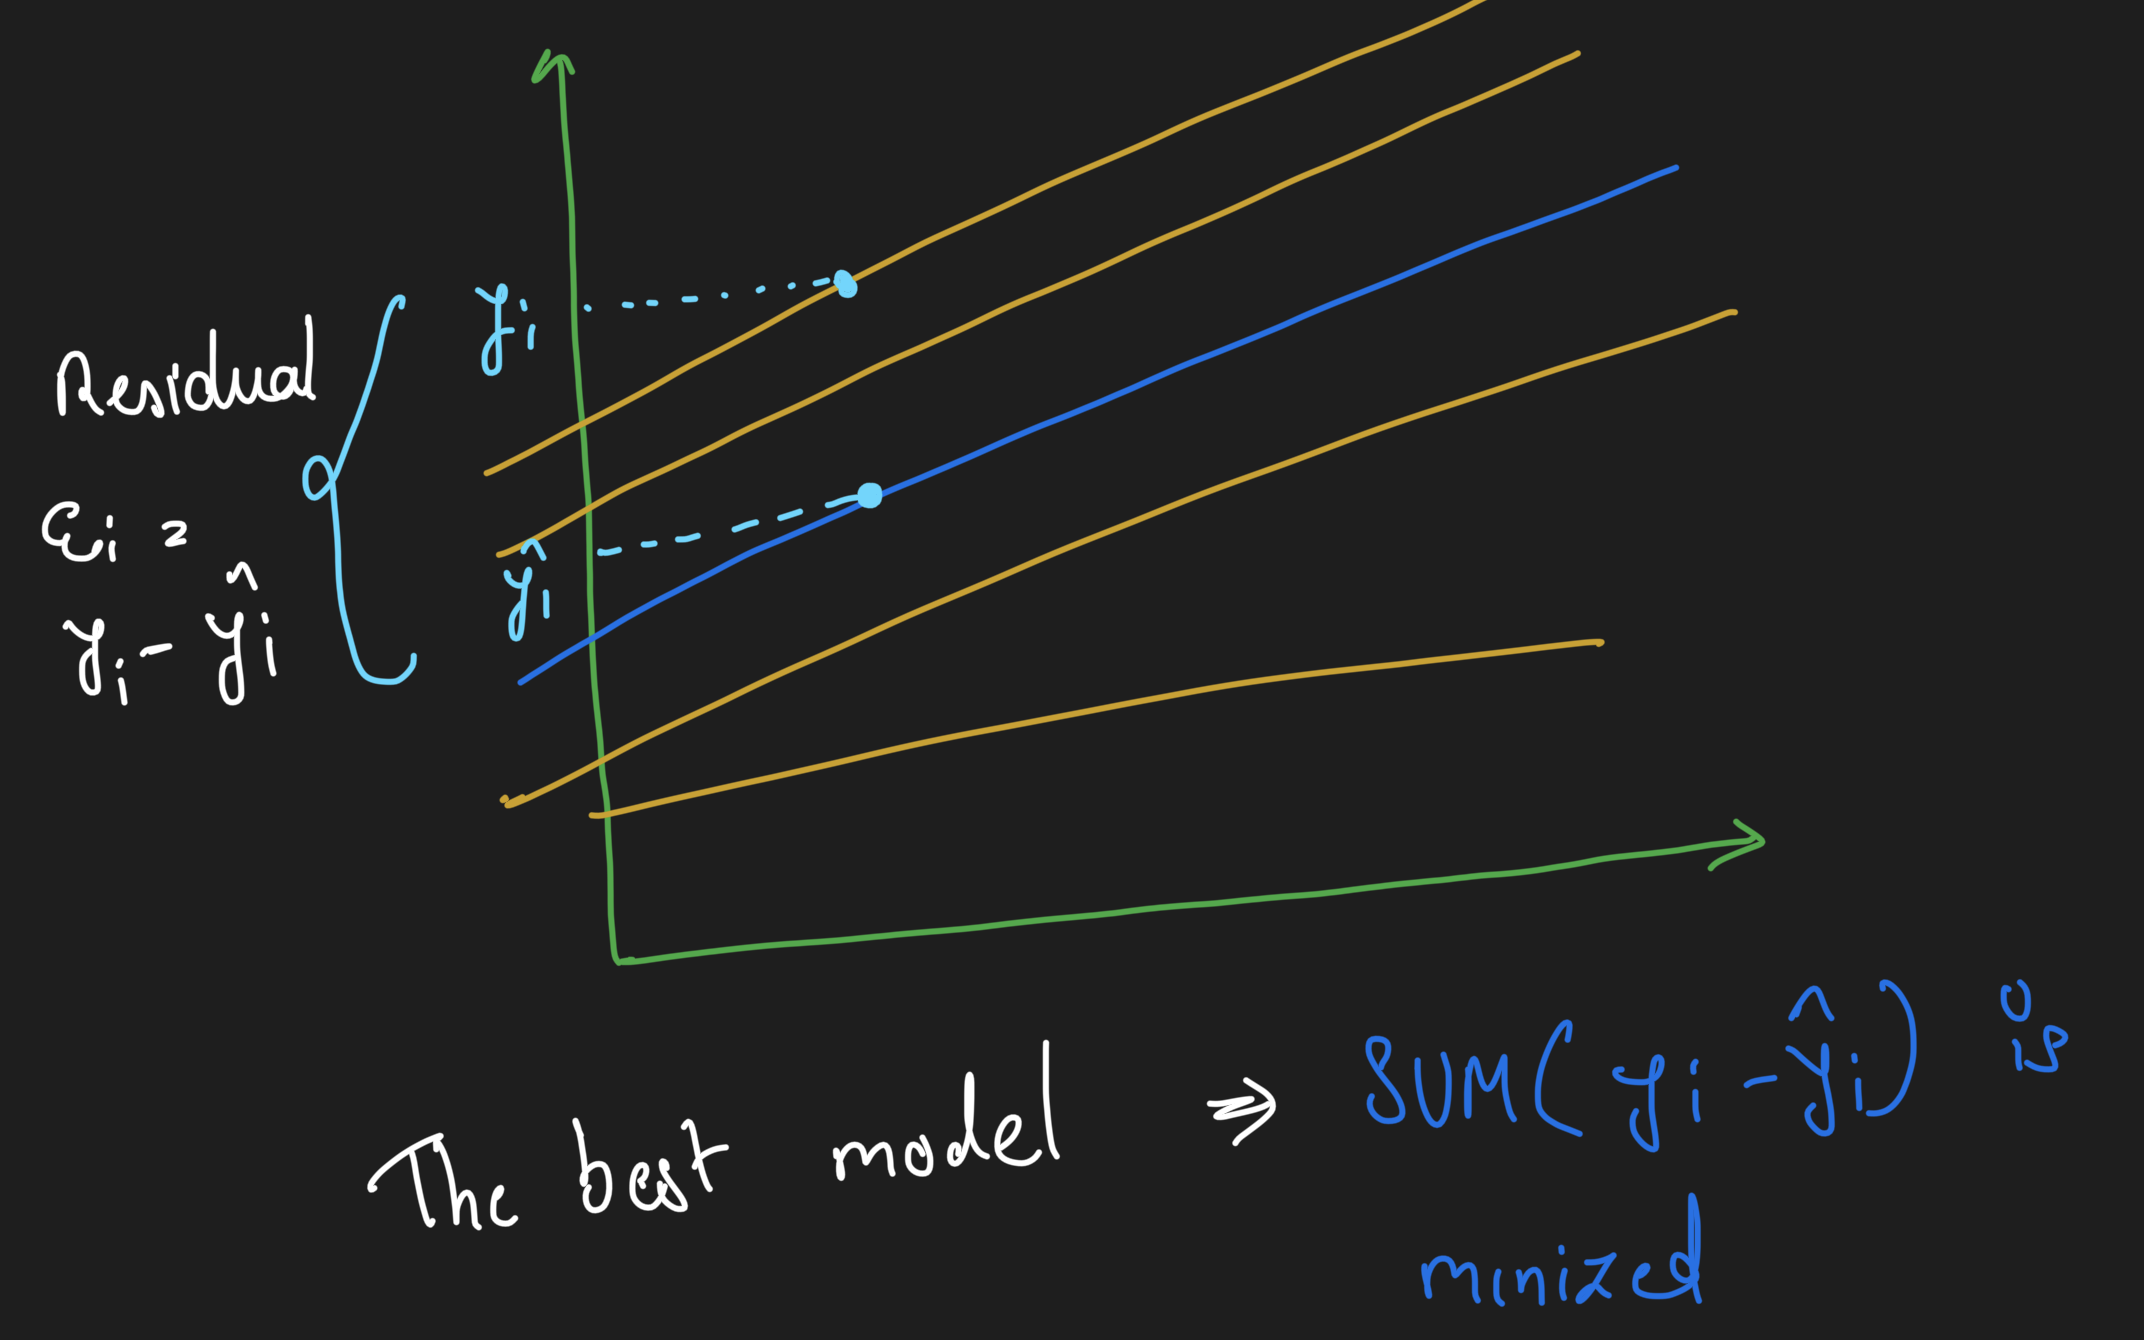 yᵢ
Residual
ŷᵢ
εᵢ =
yᵢ - ŷᵢ
The best model ⇒ SUM(yᵢ - ŷᵢ) is
minized